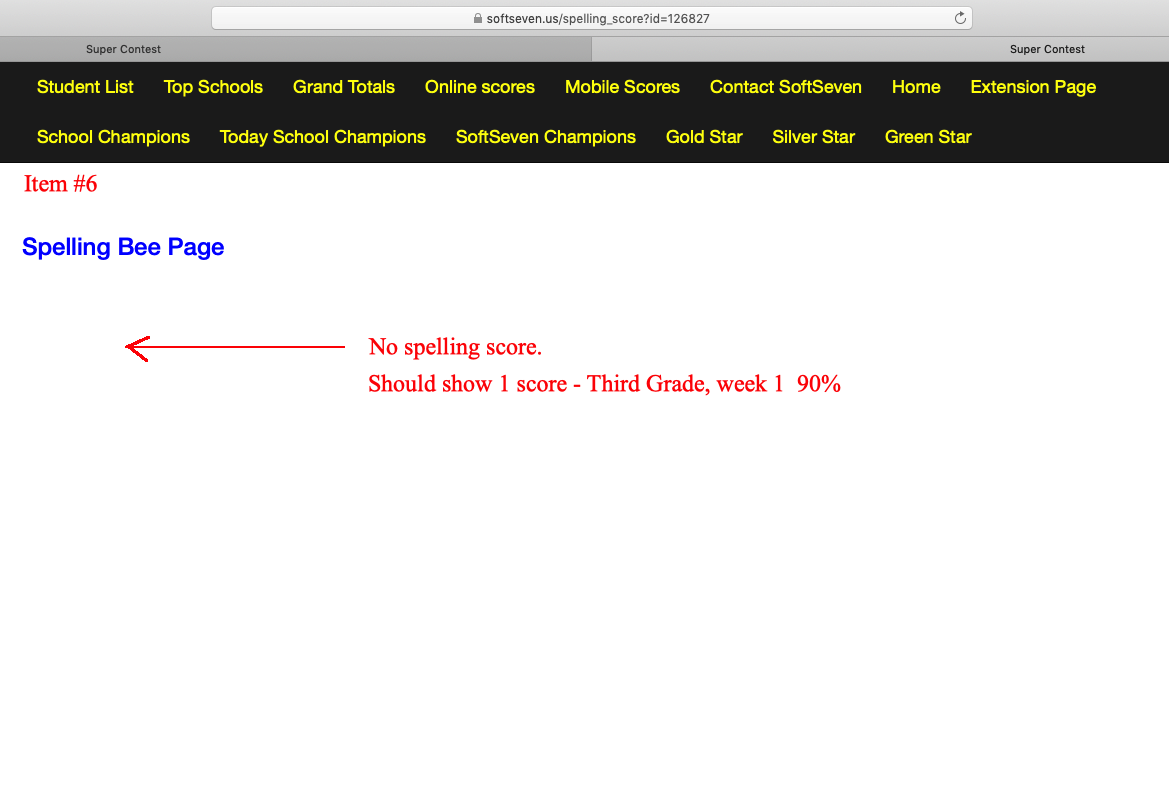 softseven.us/spelling_score?id=126827
Super Contest Super Contest
Student List Top Schools Grand Totals Online scores Mobile Scores Contact SoftSeven Home Extension Page
School Champions Today School Champions SoftSeven Champions Gold Star Silver Star Green Star
Item #6
Spelling Bee Page
No spelling score.
Should show 1 score - Third Grade, week 1 90%